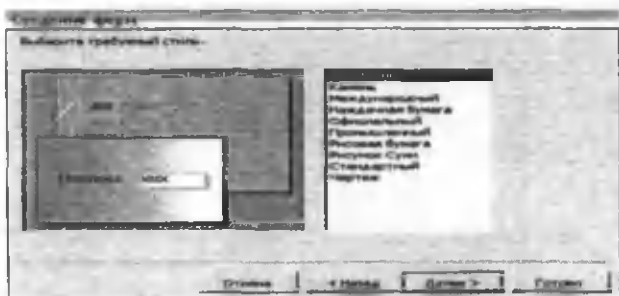 Создание форм
Выберите требуемый стиль.
Камень
Международный
Наждачная бумага
Официальный
Промышленный
Рисовая бумага
Рисунок Суми
Стандартный
Чертеж
Отмена
< Назад
Далее >
Готово